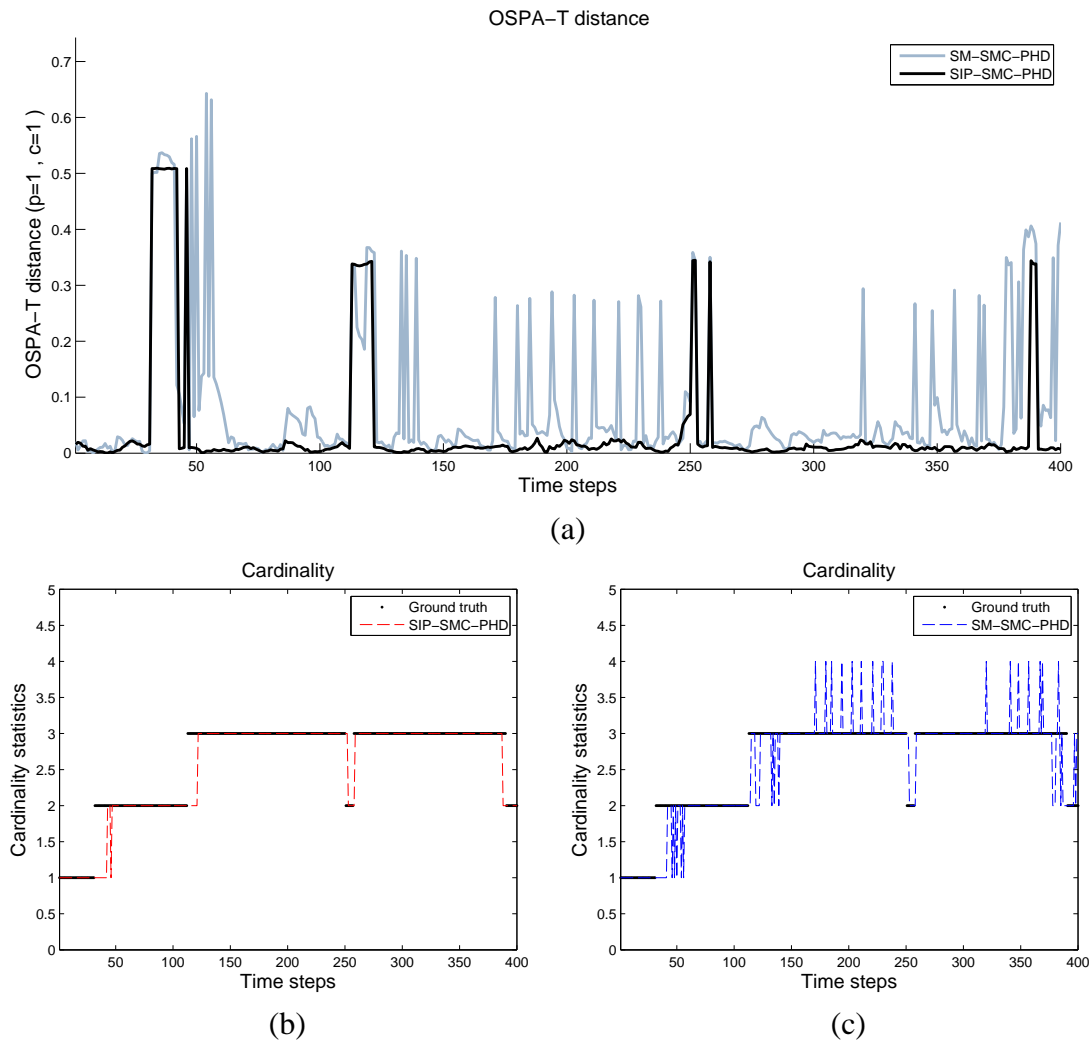 OSPA−T distance
SM−SMC−PHD
SIP−SMC−PHD
OSPA−T distance (p=1 , c=1 )
0.7
0.6
0.5
0.4
0.3
0.2
0.1
0
50 100 150 200 250 300 350 400
Time steps
(a)
Cardinality
Ground truth
SIP−SMC−PHD
Cardinality statistics
5
4.5
4
3.5
3
2.5
2
1.5
1
0.5
0
50 100 150 200 250 300 350 400
Time steps
(b)
Cardinality
Ground truth
SM−SMC−PHD
Cardinality statistics
5
4.5
4
3.5
3
2.5
2
1.5
1
0.5
0
50 100 150 200 250 300 350 400
Time steps
(c)